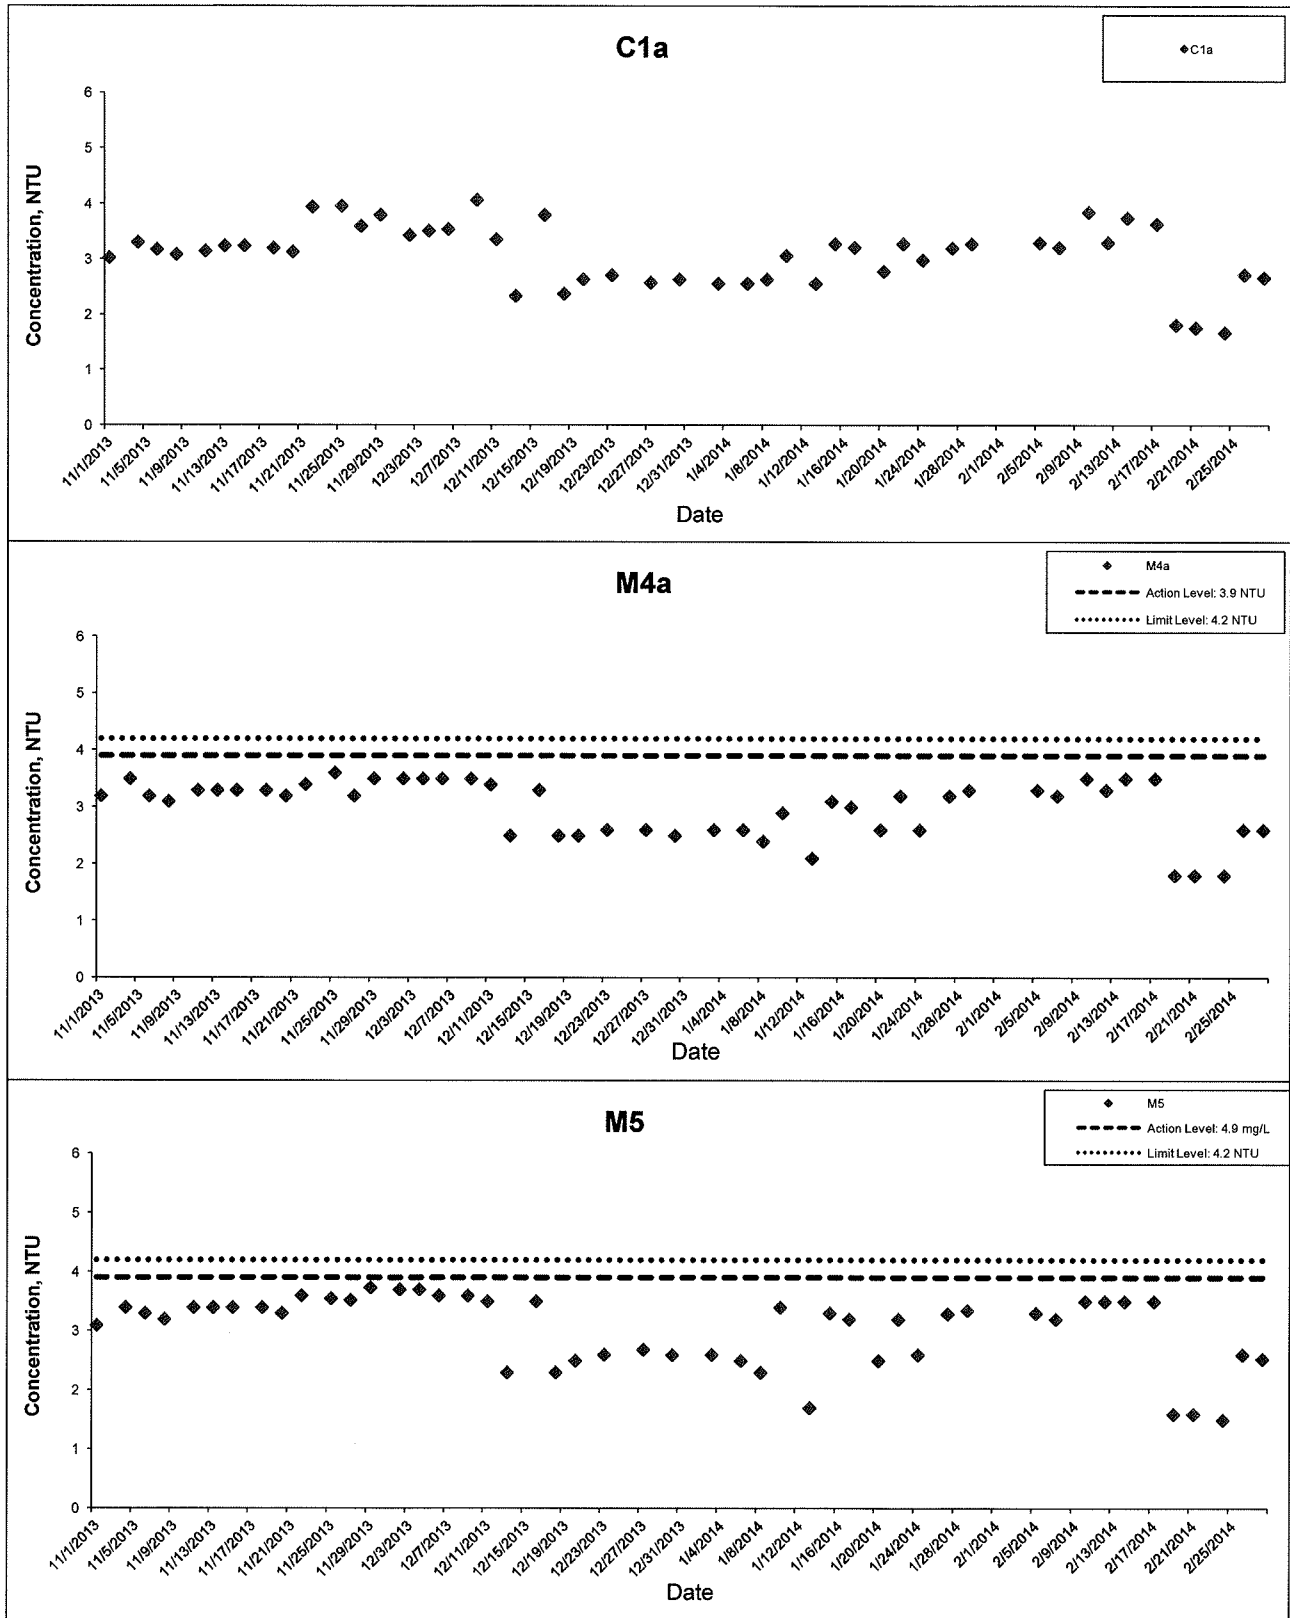 C1a
C1a
6
5
4
3
2
1
0
Concentration, NTU
11/1/2013 11/5/2013 11/9/2013 11/13/2013 11/17/2013 11/21/2013 11/25/2013 11/29/2013 12/3/2013 12/7/2013 12/11/2013 12/15/2013 12/19/2013 12/23/2013 12/27/2013 12/31/2013 1/4/2014 1/8/2014 1/12/2014 1/16/2014 1/20/2014 1/24/2014 1/28/2014 2/1/2014 2/5/2014 2/9/2014 2/13/2014 2/17/2014 2/21/2014 2/25/2014
Date
M4a
M4a
Action Level: 3.9 NTU
Limit Level: 4.2 NTU
6
5
4
3
2
1
0
Concentration, NTU
11/1/2013 11/5/2013 11/9/2013 11/13/2013 11/17/2013 11/21/2013 11/25/2013 11/29/2013 12/3/2013 12/7/2013 12/11/2013 12/15/2013 12/19/2013 12/23/2013 12/27/2013 12/31/2013 1/4/2014 1/8/2014 1/12/2014 1/16/2014 1/20/2014 1/24/2014 1/28/2014 2/1/2014 2/5/2014 2/9/2014 2/13/2014 2/17/2014 2/21/2014 2/25/2014
Date
M5
M5
Action Level: 4.9 mg/L
Limit Level: 4.2 NTU
6
5
4
3
2
1
0
Concentration, NTU
11/1/2013 11/5/2013 11/9/2013 11/13/2013 11/17/2013 11/21/2013 11/25/2013 11/29/2013 12/3/2013 12/7/2013 12/11/2013 12/15/2013 12/19/2013 12/23/2013 12/27/2013 12/31/2013 1/4/2014 1/8/2014 1/12/2014 1/16/2014 1/20/2014 1/24/2014 1/28/2014 2/1/2014 2/5/2014 2/9/2014 2/13/2014 2/17/2014 2/21/2014 2/25/2014
Date